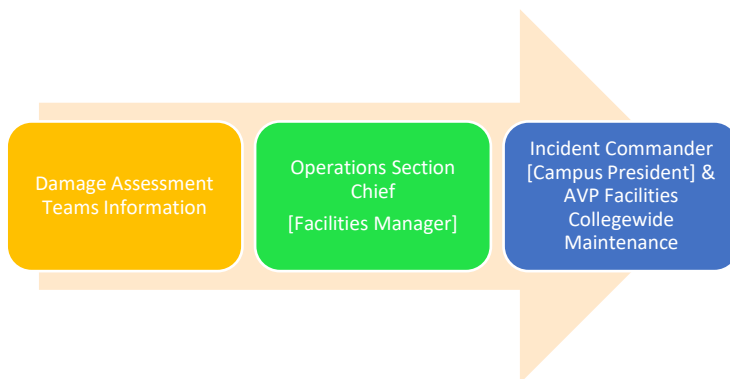 Damage Assessment
Teams Information
Operations Section
Chief
[Facilities Manager]
Incident Commander
[Campus President] &
AVP Facilities
Collegewide
Maintenance